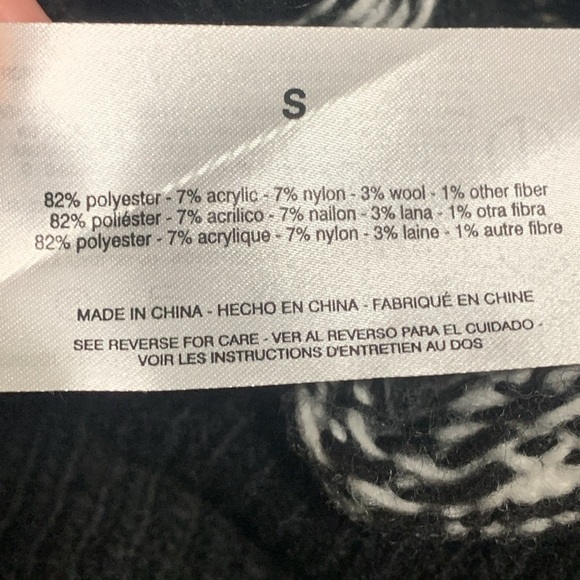 S
82% polyester - 7% acrylic - 7% nylon - 3% wool - 1% other fiber
82% poliéster - 7% acrilico - 7% nailon - 3% lana - 1% otra fibra
82% polyester - 7% acrylique - 7% nylon - 3% laine - 1% autre fibre
MADE IN CHINA - HECHO EN CHINA - FABRIQUÉ EN CHINE
SEE REVERSE FOR CARE - VER AL REVERSO PARA EL CUIDADO -
VOIR LES INSTRUCTIONS D'ENTRETIEN AU DOS